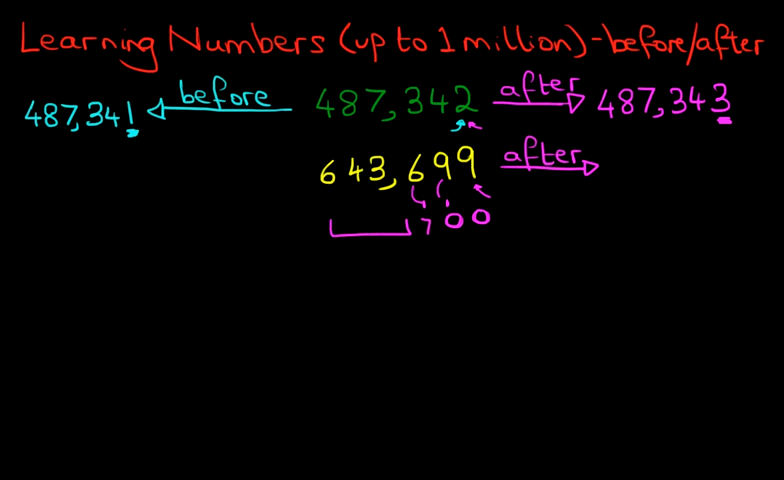 Learning Numbers (up to 1 million) - before/after
487,341 before 487,342 after 487,343
643,699 after
700